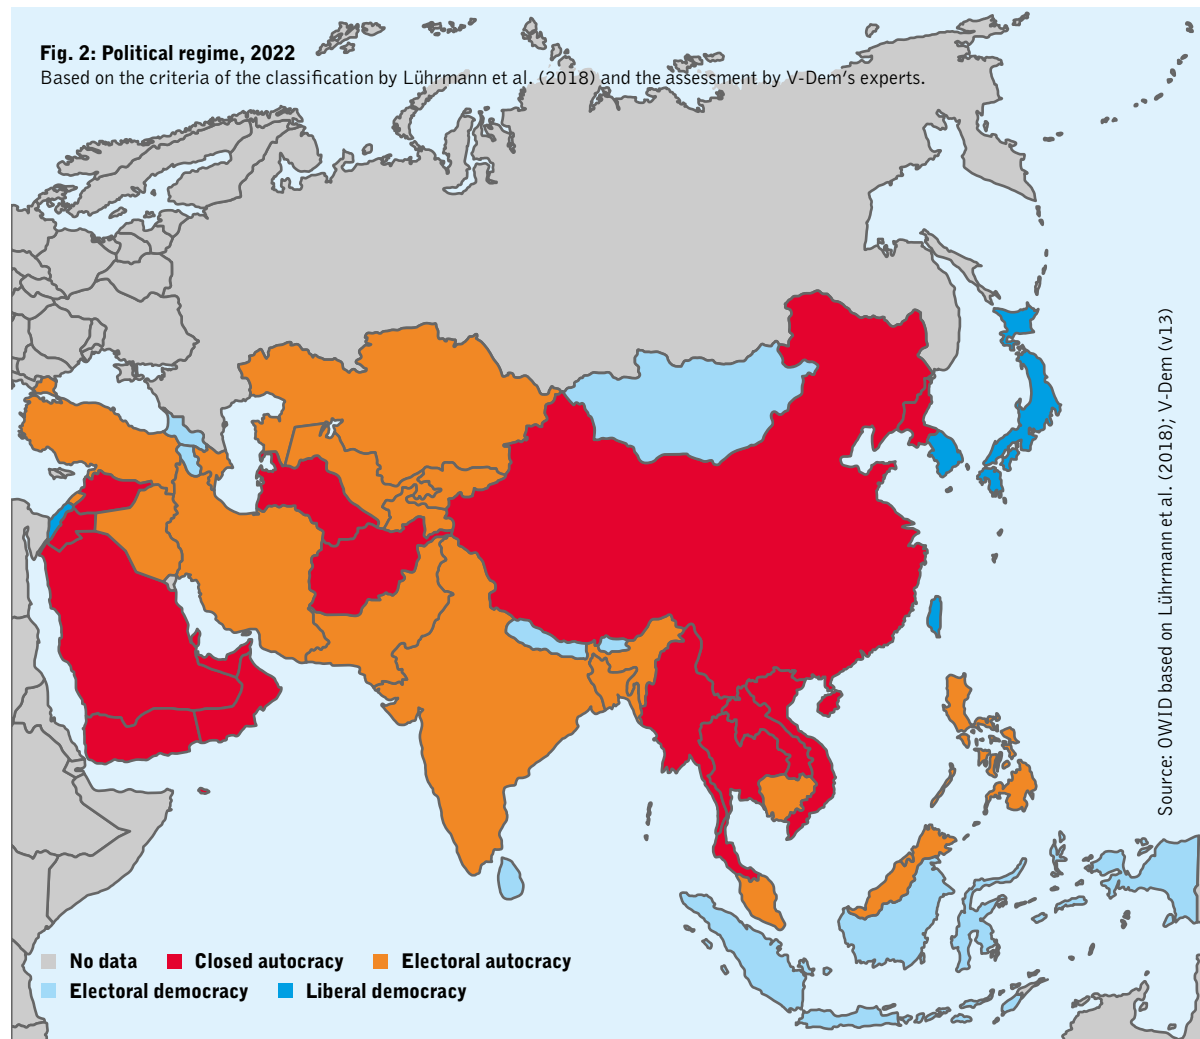 Fig. 2: Political regime, 2022
Based on the criteria of the classification by Lührmann et al. (2018) and the assessment by V-Dem's experts.
Source: OWID based on Lührmann et al. (2018); V-Dem (v13)
No data
Closed autocracy
Electoral autocracy
Electoral democracy
Liberal democracy